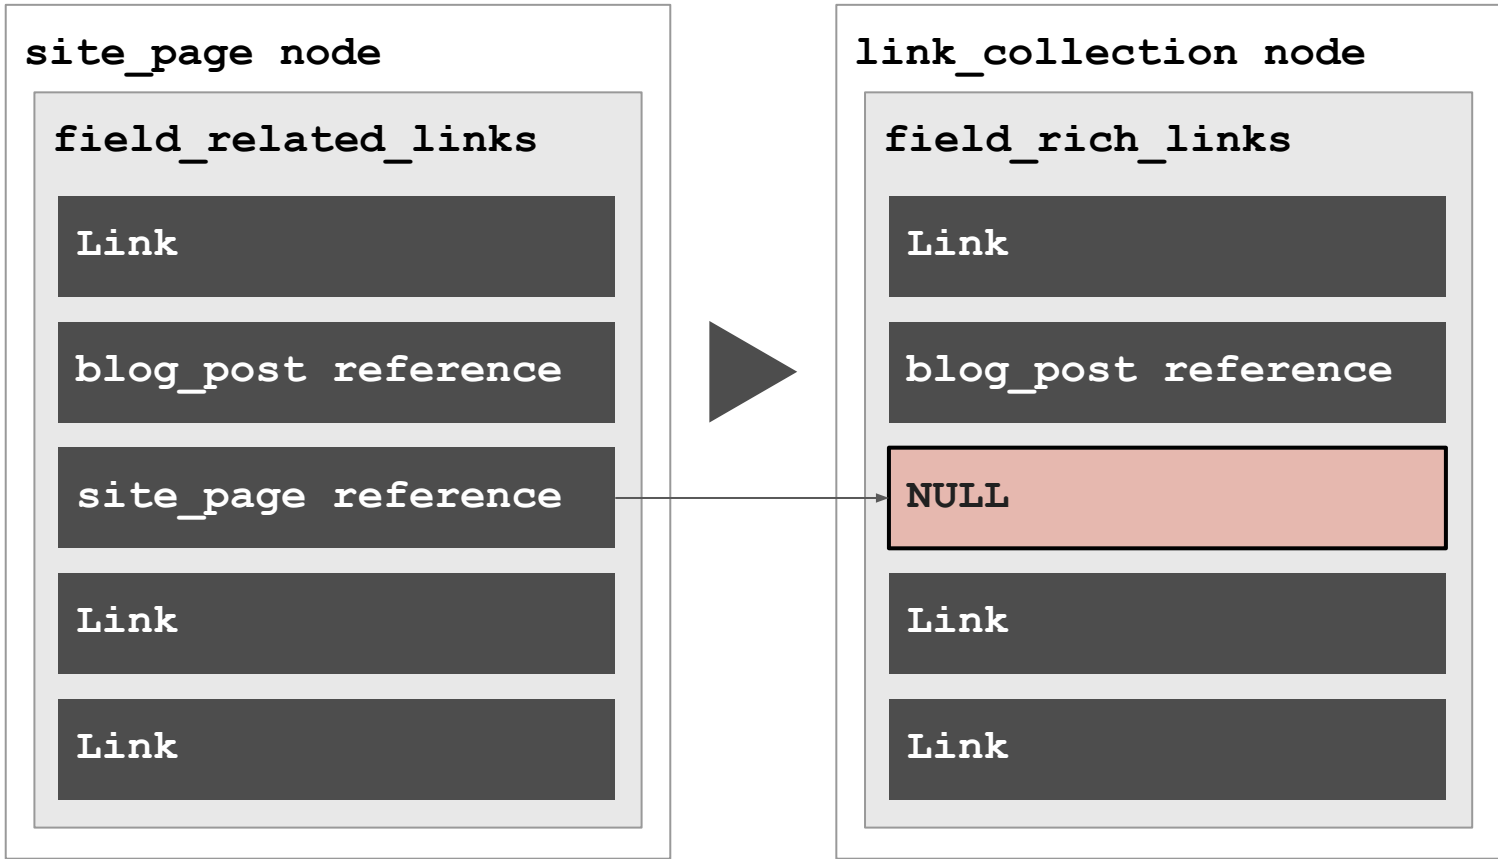 site_page node
field_related_links
Link
blog_post reference
site_page reference
Link
Link
link_collection node
field_rich_links
Link
blog_post reference
NULL
Link
Link